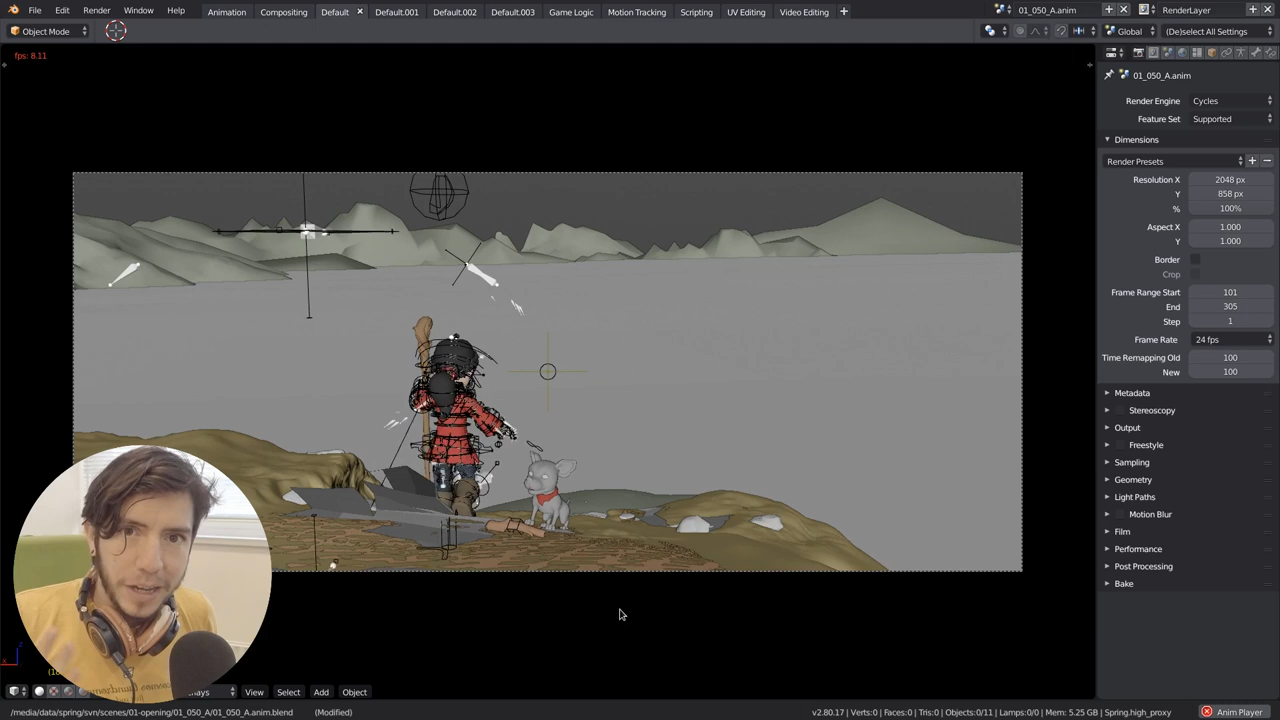 File Edit Render Window Help Animation Compositing Default Default.001 Default.002 Default.003 Game Logic Motion Tracking Scripting UV Editing Video Editing 01_050_A.anim RenderLayer
Object Mode Global (De)select All Settings
fps: 8.11
01_050_A.anim
Render Engine Cycles
Feature Set Supported
Dimensions
Render Presets
Resolution X 2048 px
Y 858 px
% 100%
Aspect X 1.000
Y 1.000
Border
Crop
Frame Range Start 101
End 305
Step 1
Frame Rate 24 fps
Time Remapping Old 100
New 100
Metadata
Stereoscopy
Output
Freestyle
Sampling
Geometry
Light Paths
Motion Blur
Film
Performance
Post Processing
Bake
View Select Add Object
/media/data/spring/svn/scenes/01-opening/01_050_A/01_050_A.anim.blend (Modified) v2.80.17 | Verts:0 | Faces:0 | Tris:0 | Objects:0/11 | Lamps:0/0 | Mem: 5.25 GB | Spring.high_proxy Anim Player